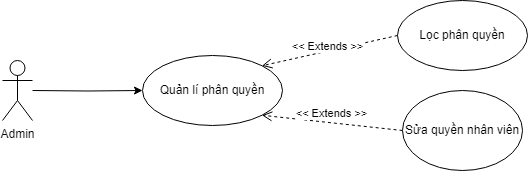 Lọc phân quyền
<< Extends >>
Quản lí phân quyền
<< Extends >>
Sửa quyền nhân viên
Admin